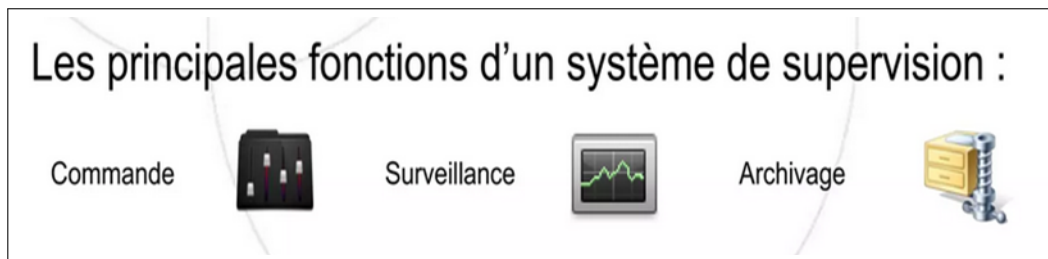 Les principales fonctions d'un système de supervision :
Commande Surveillance Archivage